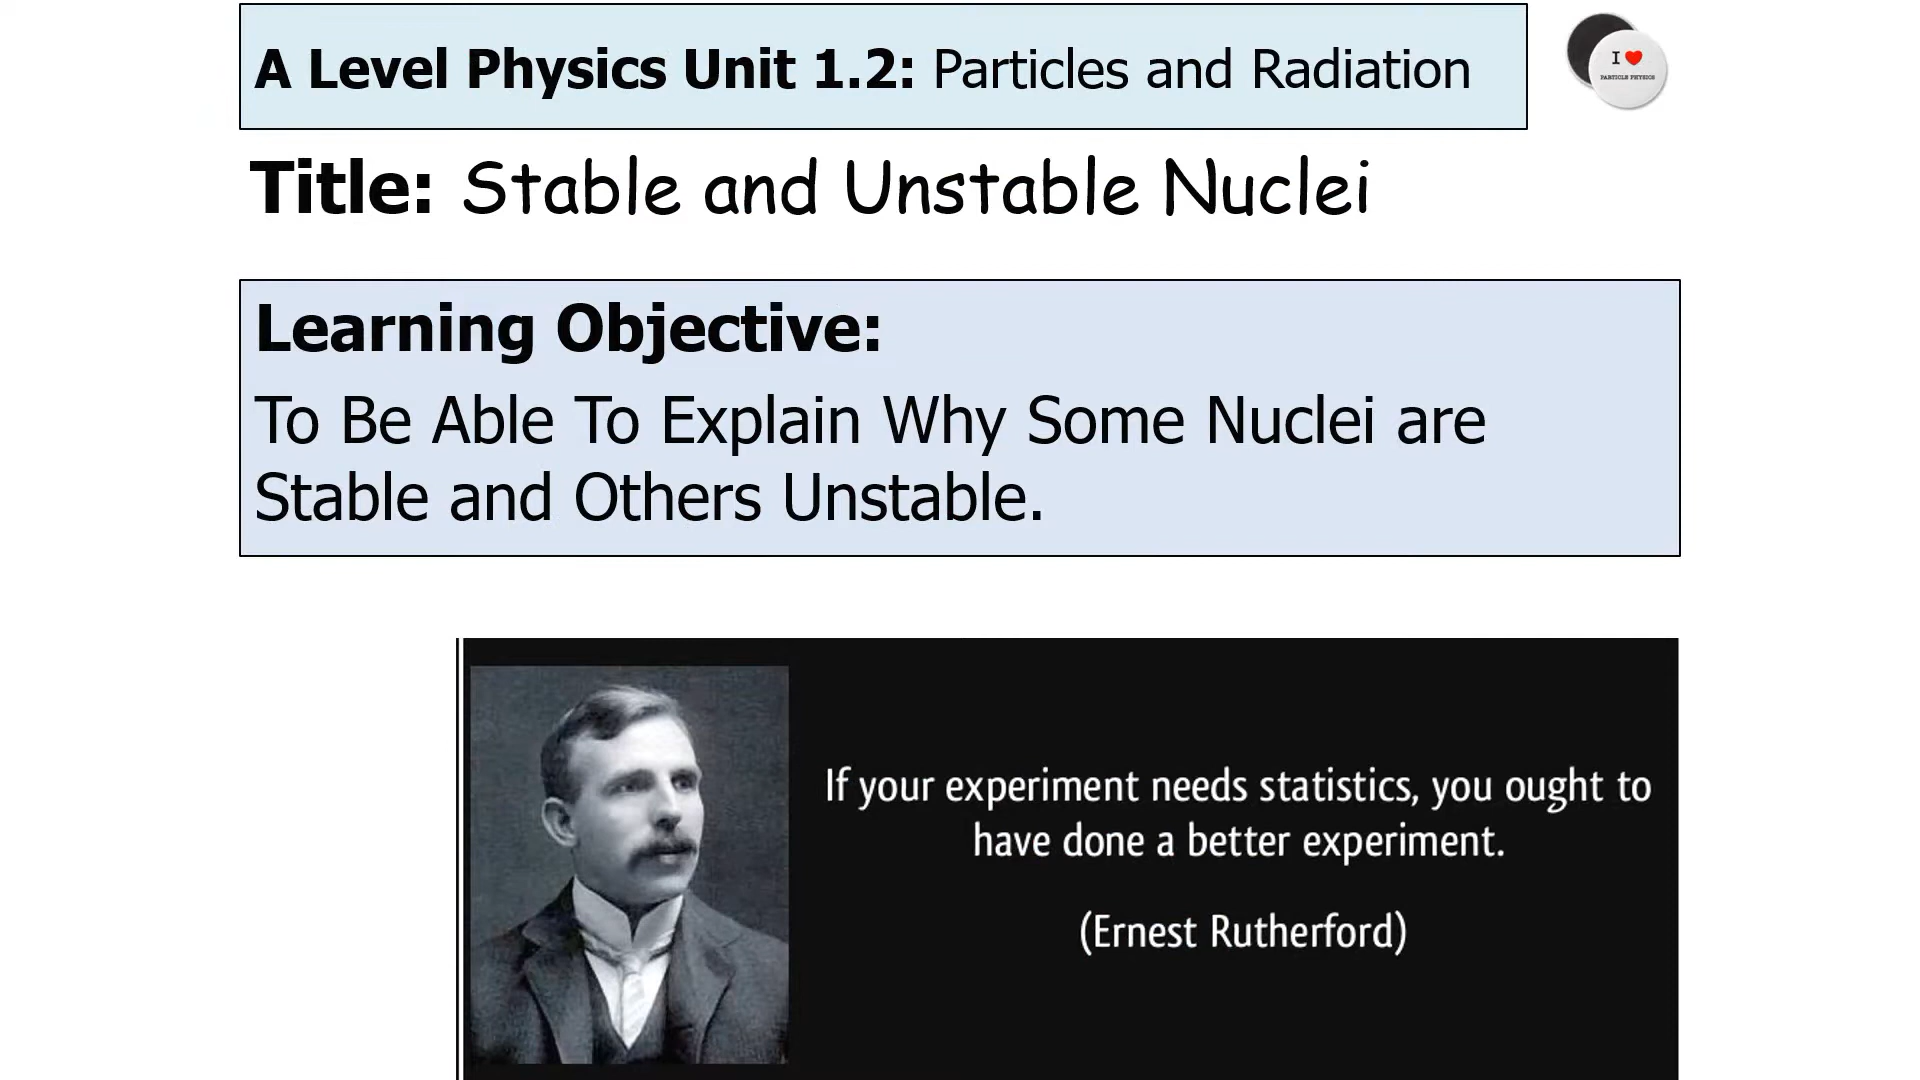 A Level Physics Unit 1.2: Particles and Radiation
I ❤
PARTICLE PHYSICS
Title: Stable and Unstable Nuclei
Learning Objective:
To Be Able To Explain Why Some Nuclei are
Stable and Others Unstable.
If your experiment needs statistics, you ought to
have done a better experiment.
(Ernest Rutherford)